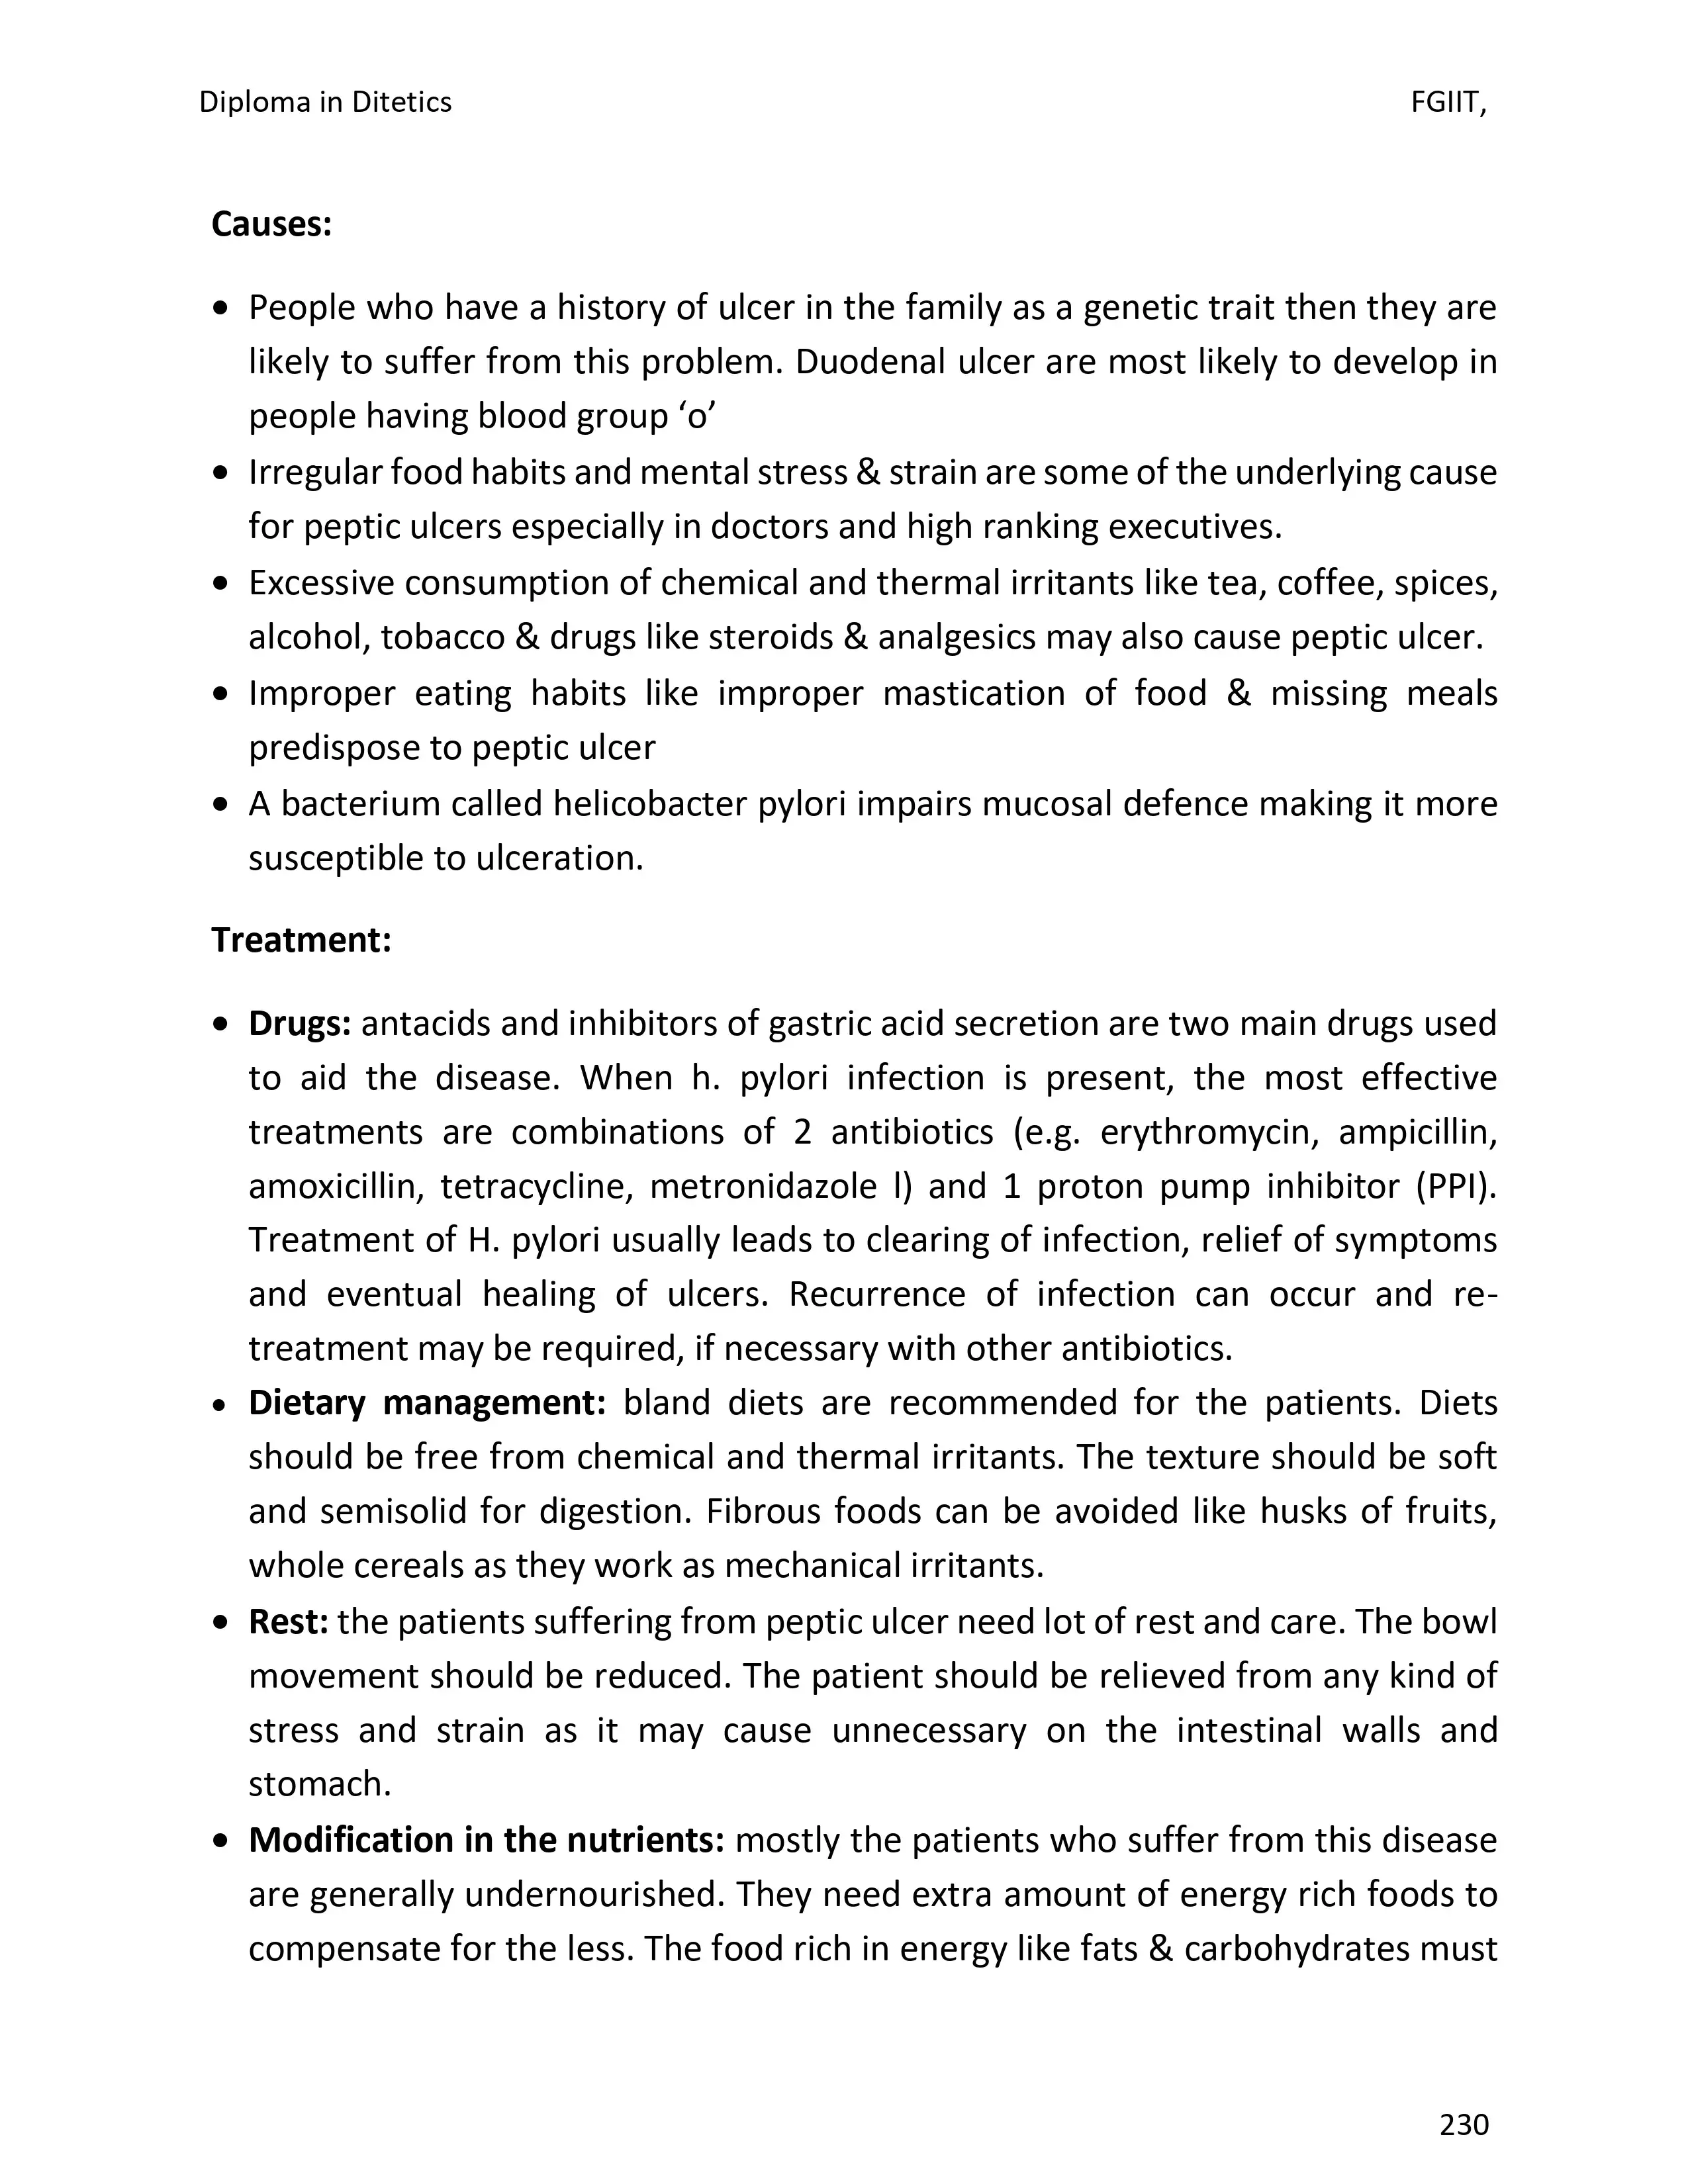 Diploma in Ditetics FGIIT,
Causes:
• People who have a history of ulcer in the family as a genetic trait then they are
likely to suffer from this problem. Duodenal ulcer are most likely to develop in
people having blood group ‘o’
• Irregular food habits and mental stress & strain are some of the underlying cause
for peptic ulcers especially in doctors and high ranking executives.
• Excessive consumption of chemical and thermal irritants like tea, coffee, spices,
alcohol, tobacco & drugs like steroids & analgesics may also cause peptic ulcer.
• Improper eating habits like improper mastication of food & missing meals
predispose to peptic ulcer
• A bacterium called helicobacter pylori impairs mucosal defence making it more
susceptible to ulceration.
Treatment:
• Drugs: antacids and inhibitors of gastric acid secretion are two main drugs used
to aid the disease. When h. pylori infection is present, the most effective
treatments are combinations of 2 antibiotics (e.g. erythromycin, ampicillin,
amoxicillin, tetracycline, metronidazole l) and 1 proton pump inhibitor (PPI).
Treatment of H. pylori usually leads to clearing of infection, relief of symptoms
and eventual healing of ulcers. Recurrence of infection can occur and re-
treatment may be required, if necessary with other antibiotics.
• Dietary management: bland diets are recommended for the patients. Diets
should be free from chemical and thermal irritants. The texture should be soft
and semisolid for digestion. Fibrous foods can be avoided like husks of fruits,
whole cereals as they work as mechanical irritants.
• Rest: the patients suffering from peptic ulcer need lot of rest and care. The bowl
movement should be reduced. The patient should be relieved from any kind of
stress and strain as it may cause unnecessary on the intestinal walls and
stomach.
• Modification in the nutrients: mostly the patients who suffer from this disease
are generally undernourished. They need extra amount of energy rich foods to
compensate for the less. The food rich in energy like fats & carbohydrates must
230